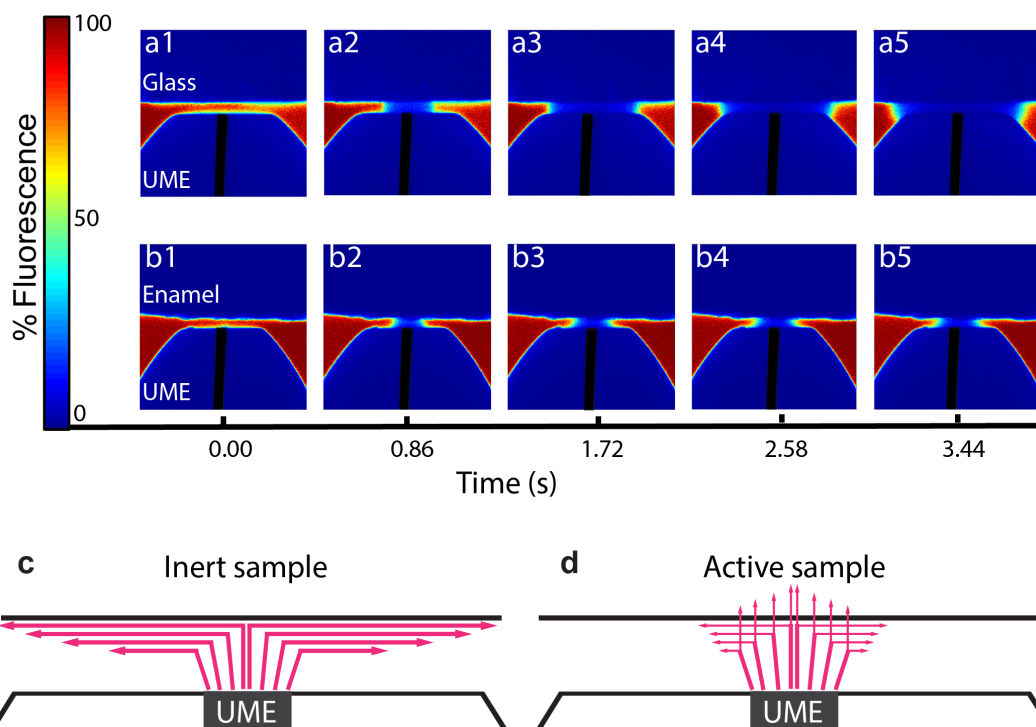 100
50
0
% Fluorescence
a1
a2
a3
a4
a5
Glass
UME
b1
b2
b3
b4
b5
Enamel
UME
0.00
0.86
1.72
2.58
3.44
Time (s)
c
Inert sample
d
Active sample
UME
UME